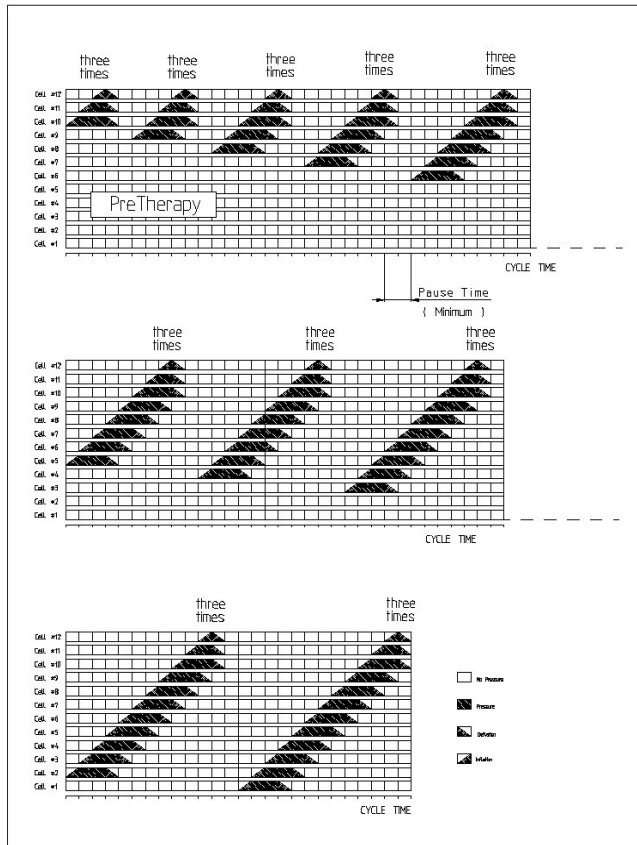 three three three three three
times times times times times
Cell #12
Cell #11
Cell #10
Cell #9
Cell #8
Cell #7
Cell #6
Cell #5
Cell #4
Cell #3
Cell #2
Cell #1
PreTherapy
CYCLE TIME
Pause Time
( Minimum )
three three three
times times times
Cell #12
Cell #11
Cell #10
Cell #9
Cell #8
Cell #7
Cell #6
Cell #5
Cell #4
Cell #3
Cell #2
Cell #1
CYCLE TIME
three three
times times
Cell #12
Cell #11
Cell #10
Cell #9
Cell #8
Cell #7
Cell #6
Cell #5
Cell #4
Cell #3
Cell #2
Cell #1
CYCLE TIME
No Pressure
Pressure
Deflation
Inflation